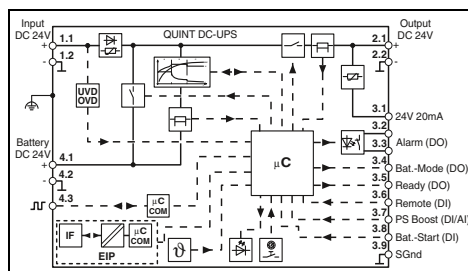 Input
DC 24V
QUINT DC-UPS
Output
DC 24V
1.1
+
2.1
+
1.2
-
2.2
-
UVD
OVD
3.1
24V 20mA
3.2
3.3
Alarm (DO)
Battery
DC 24V
4.1
+
µC
3.4
Bat.-Mode (DO)
4.2
-
3.5
Ready (DO)
4.3
µC
COM
3.6
Remote (DI)
3.7
PS Boost (DI/AI)
IF
µC
COM
EIP
ϑ
3.8
Bat.-Start (DI)
3.9
SGnd